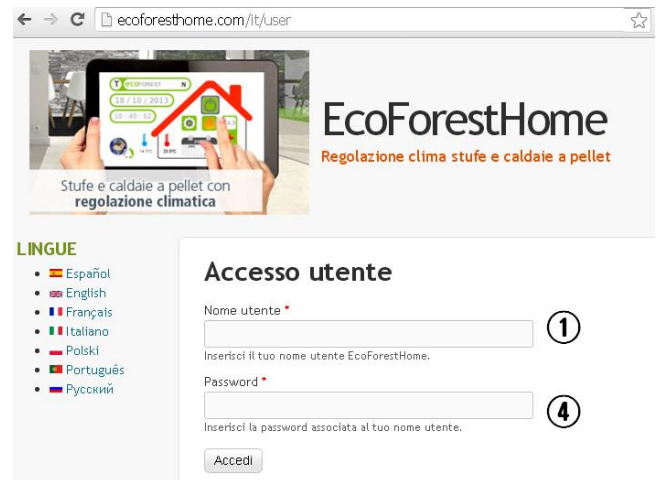 ecoforesthome.com/it/user
T ecoforest N
10 / 10 / 2013
10 : 40 : 52
Stufe e caldaie a pellet con
regolazione climatica
EcoForestHome
Regolazione clima stufe e caldaie a pellet
LINGUE
Español
English
Français
Italiano
Polski
Português
Русский
Accesso utente
Nome utente *
1
Inserisci il tuo nome utente EcoForestHome.
Password *
4
Inserisci la password associata al tuo nome utente.
Accedi